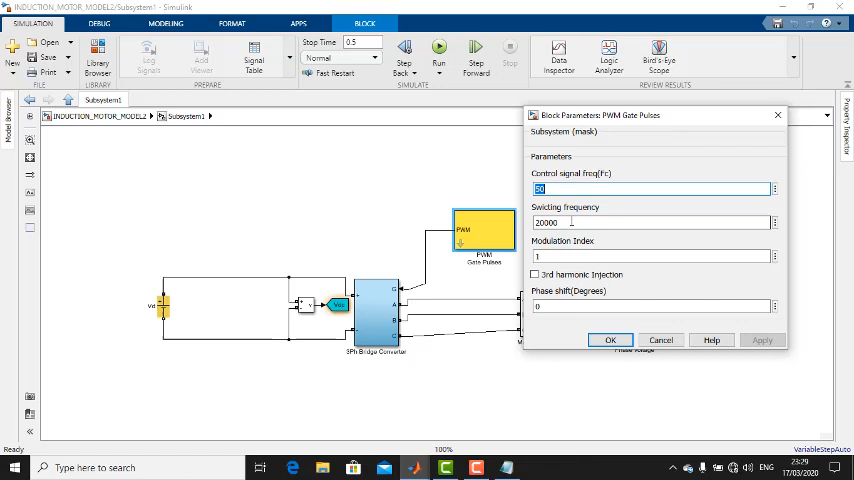 INDUCTION_MOTOR_MODEL2/Subsystem1 - Simulink
SIMULATION
DEBUG
MODELING
FORMAT
APPS
BLOCK
New
Open
Save
Print
FILE
Library
Browser
LIBRARY
Log
Signals
Add
Viewer
Signal
Table
PREPARE
Stop Time 0.5
Normal
Fast Restart
Step
Back
Run
Step
Forward
Stop
SIMULATE
Data
Inspector
Logic
Analyzer
Bird's-Eye
Scope
REVIEW RESULTS
Subsystem1
INDUCTION_MOTOR_MODEL2 Subsystem1
Model Browser
Property Inspector
Block Parameters: PWM Gate Pulses
Subsystem (mask)
Parameters
Control signal freq(Fc)
50
Swicting frequency
20000
Modulation Index
1
3rd harmonic Injection
Phase shift(Degrees)
0
OK
Cancel
Help
Apply
PWM
PWM
Gate Pulses
Vd
+
-
v
Vdc
+
-
G
A
B
C
3Ph Bridge Converter
Phase Voltage
Ready
100%
VariableStepAuto
Type here to search
ENG
23:29
17/03/2020